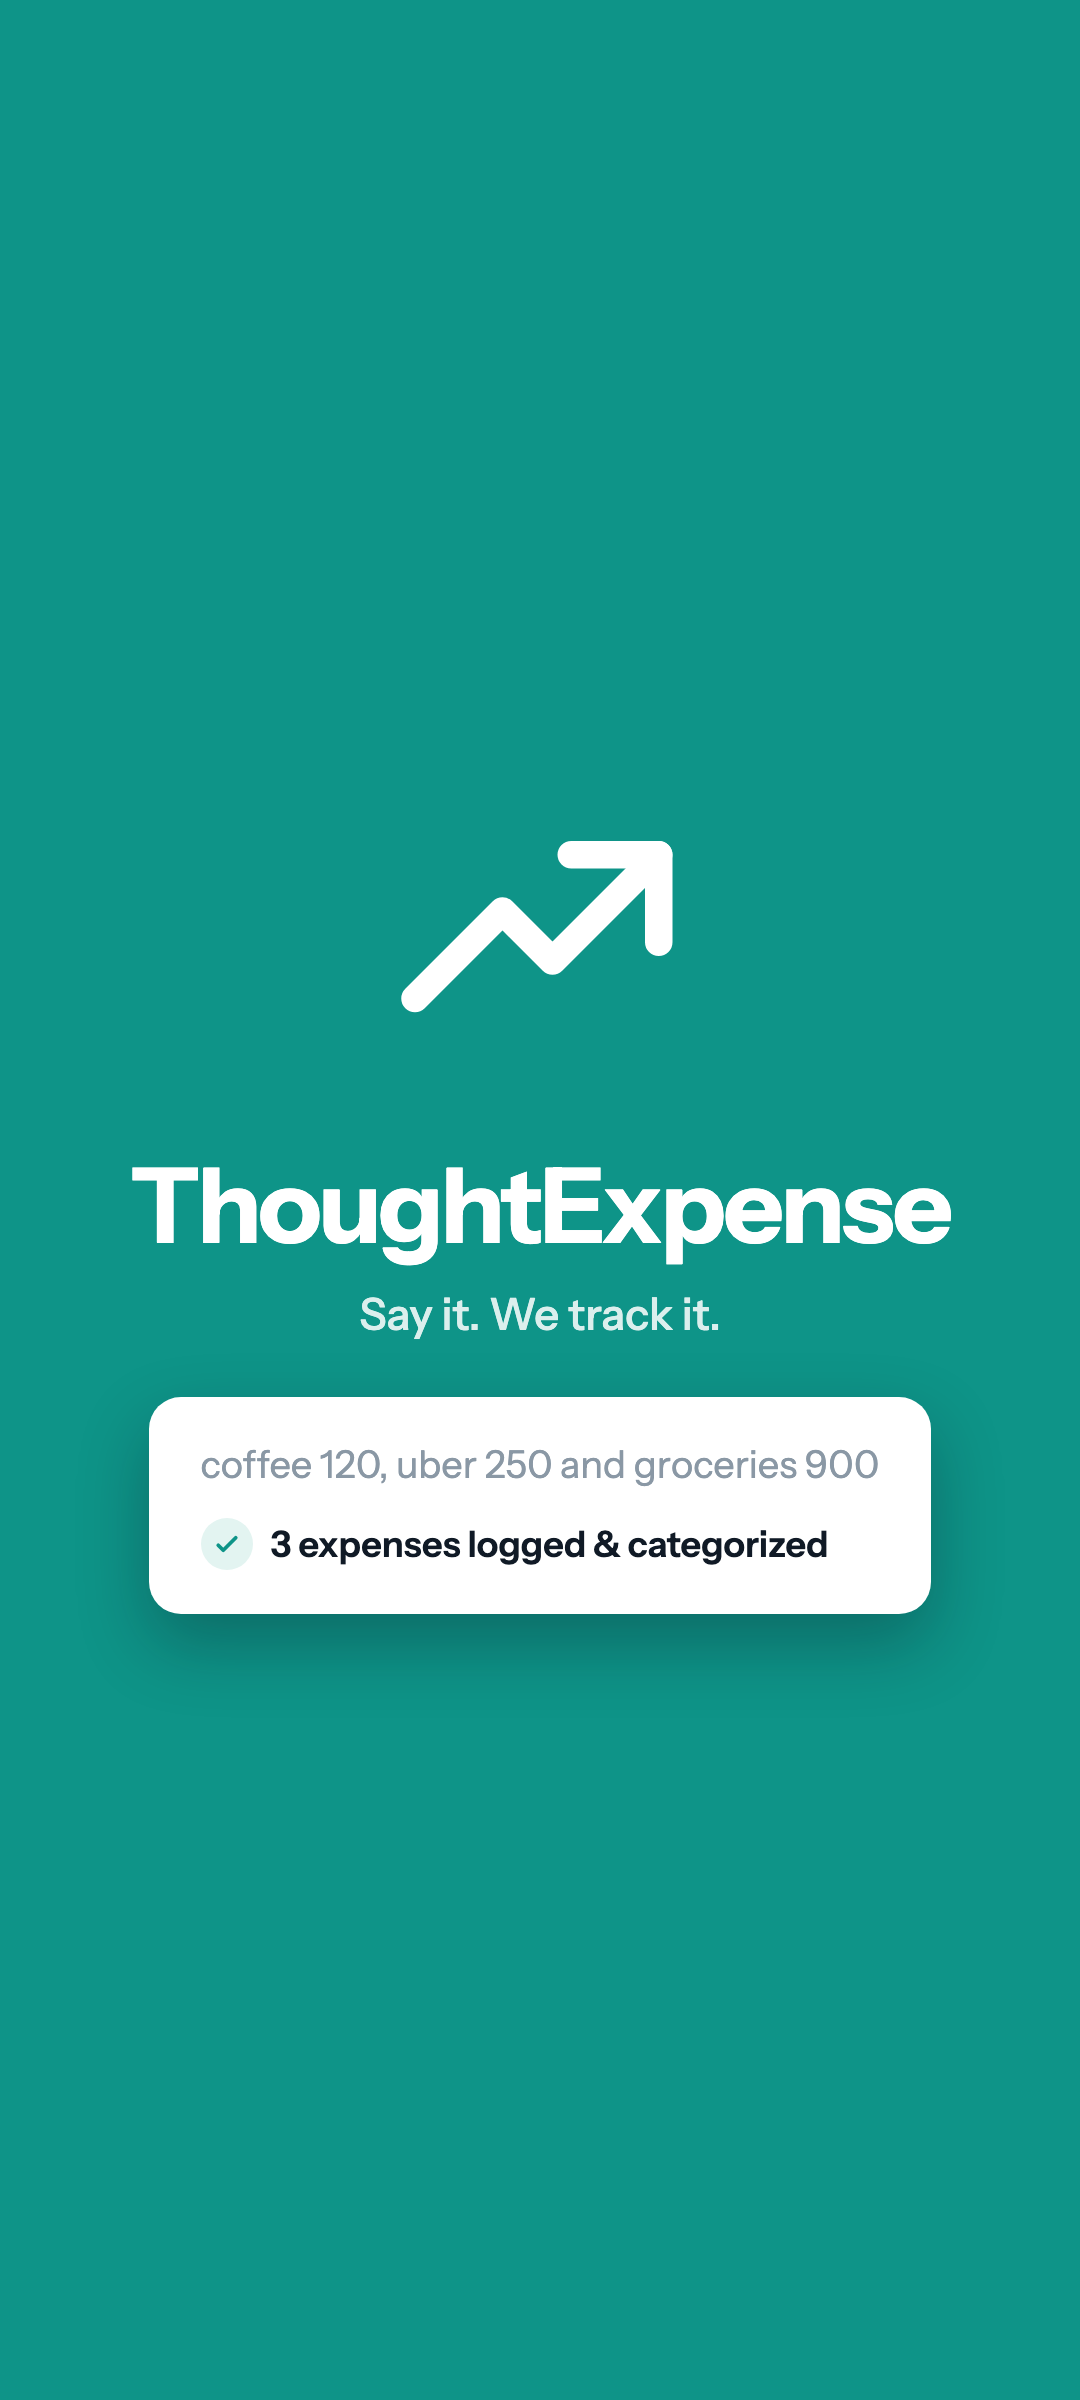 ThoughtExpense
Say it. We track it.
coffee 120, uber 250 and groceries 900
3 expenses logged & categorized